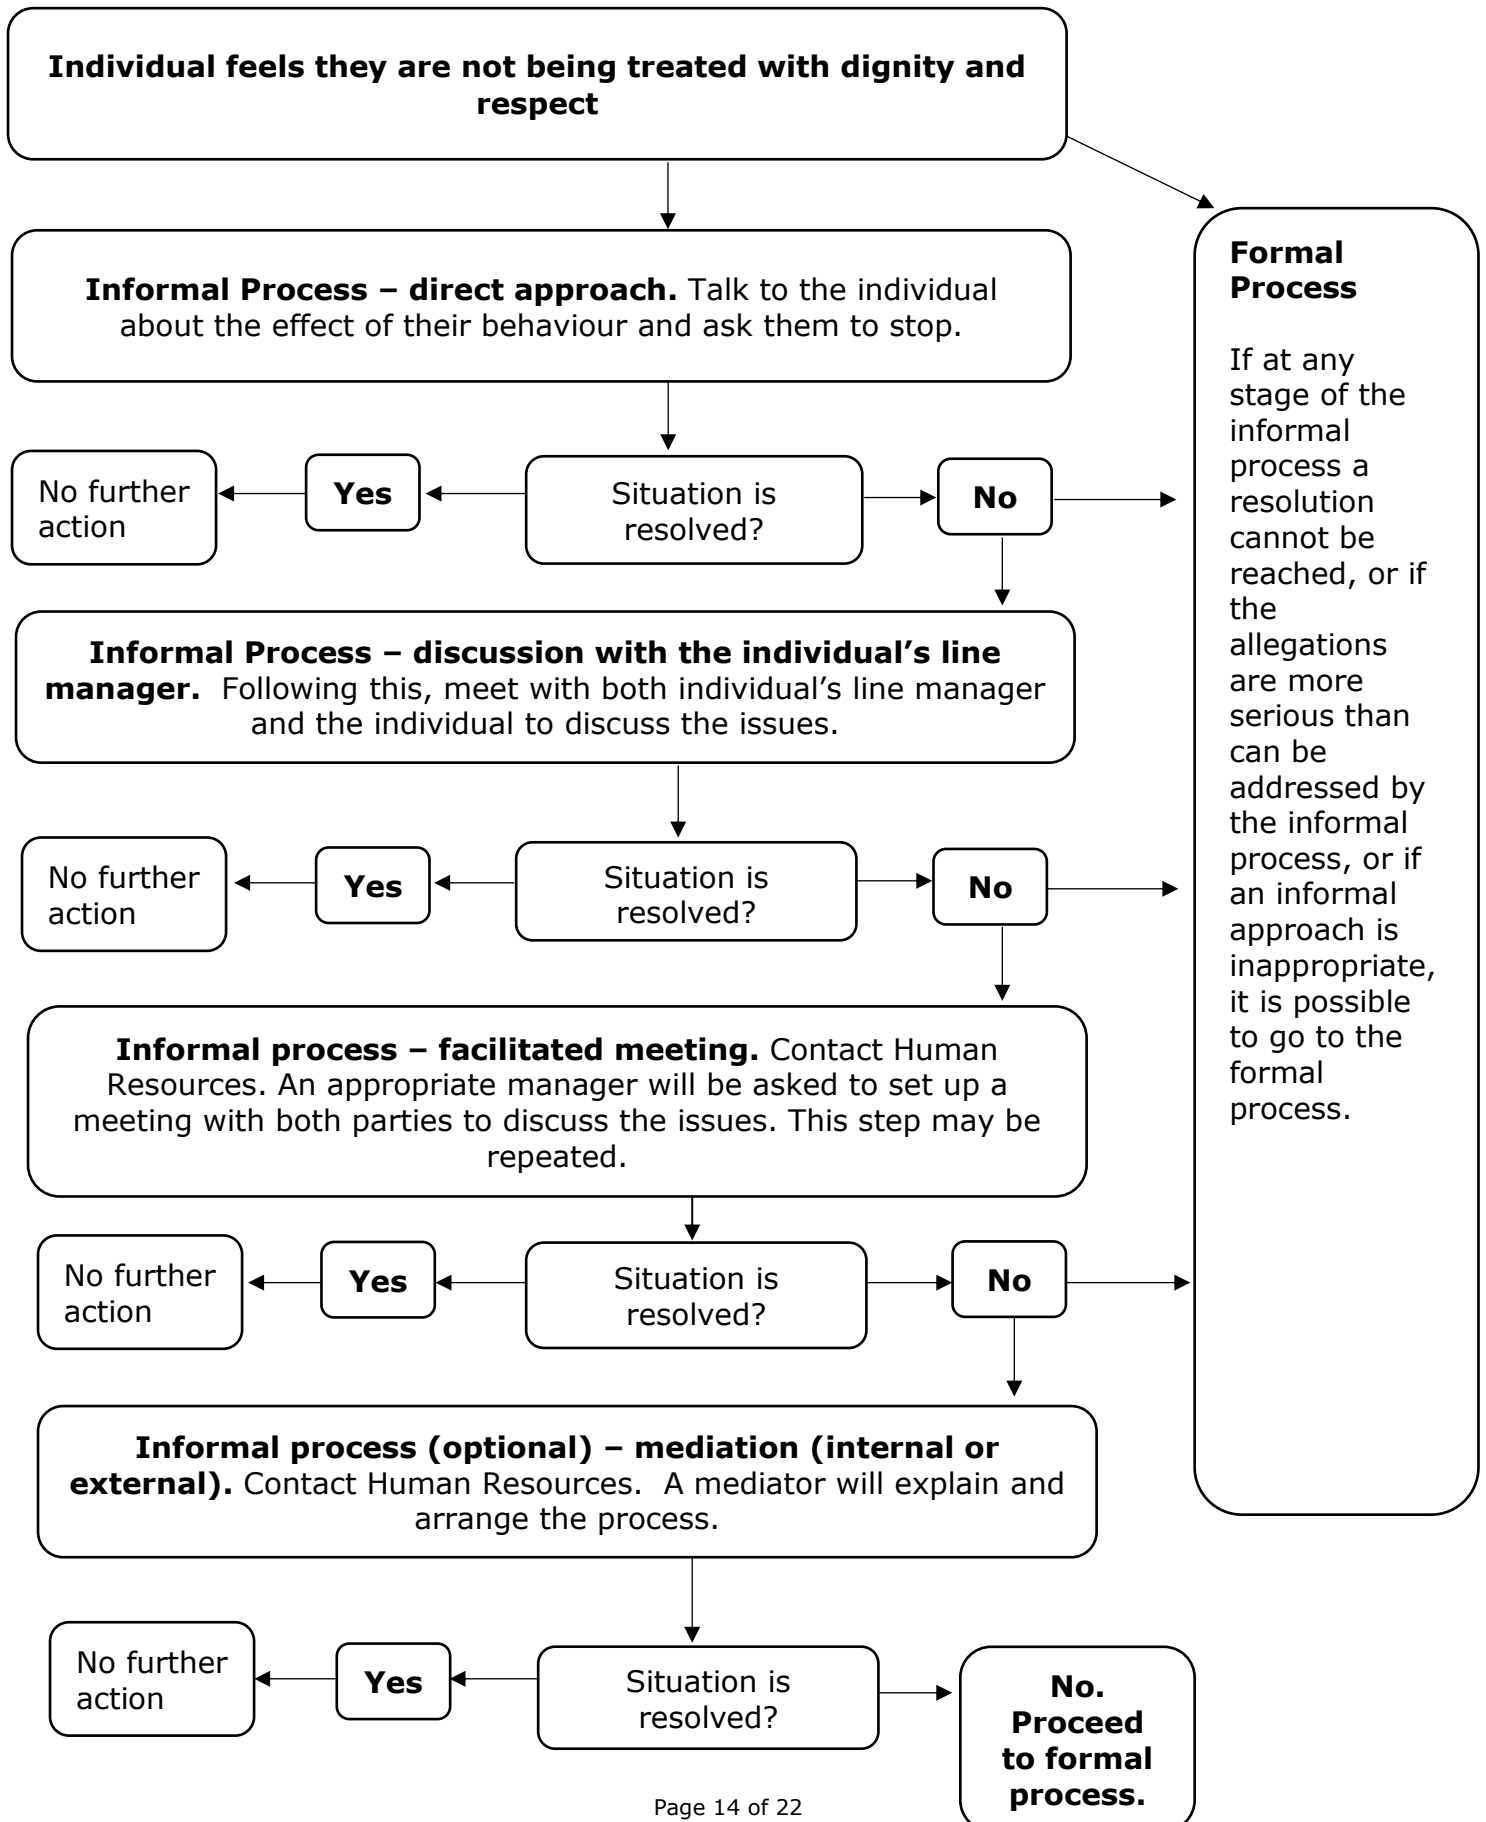 Individual feels they are not being treated with dignity and
respect
Informal Process – direct approach. Talk to the individual
about the effect of their behaviour and ask them to stop.
No further
action
Yes
Situation is
resolved?
No
Informal Process – discussion with the individual’s line
manager.  Following this, meet with both individual’s line manager
and the individual to discuss the issues.
No further
action
Yes
Situation is
resolved?
No
Informal process – facilitated meeting. Contact Human
Resources. An appropriate manager will be asked to set up a
meeting with both parties to discuss the issues. This step may be
repeated.
No further
action
Yes
Situation is
resolved?
No
Informal process (optional) – mediation (internal or
external). Contact Human Resources.  A mediator will explain and
arrange the process.
No further
action
Yes
Situation is
resolved?
No.
Proceed
to formal
process.
Formal
Process
If at any
stage of the
informal
process a
resolution
cannot be
reached, or if
the
allegations
are more
serious than
can be
addressed by
the informal
process, or if
an informal
approach is
inappropriate,
it is possible
to go to the
formal
process.
Page 14 of 22